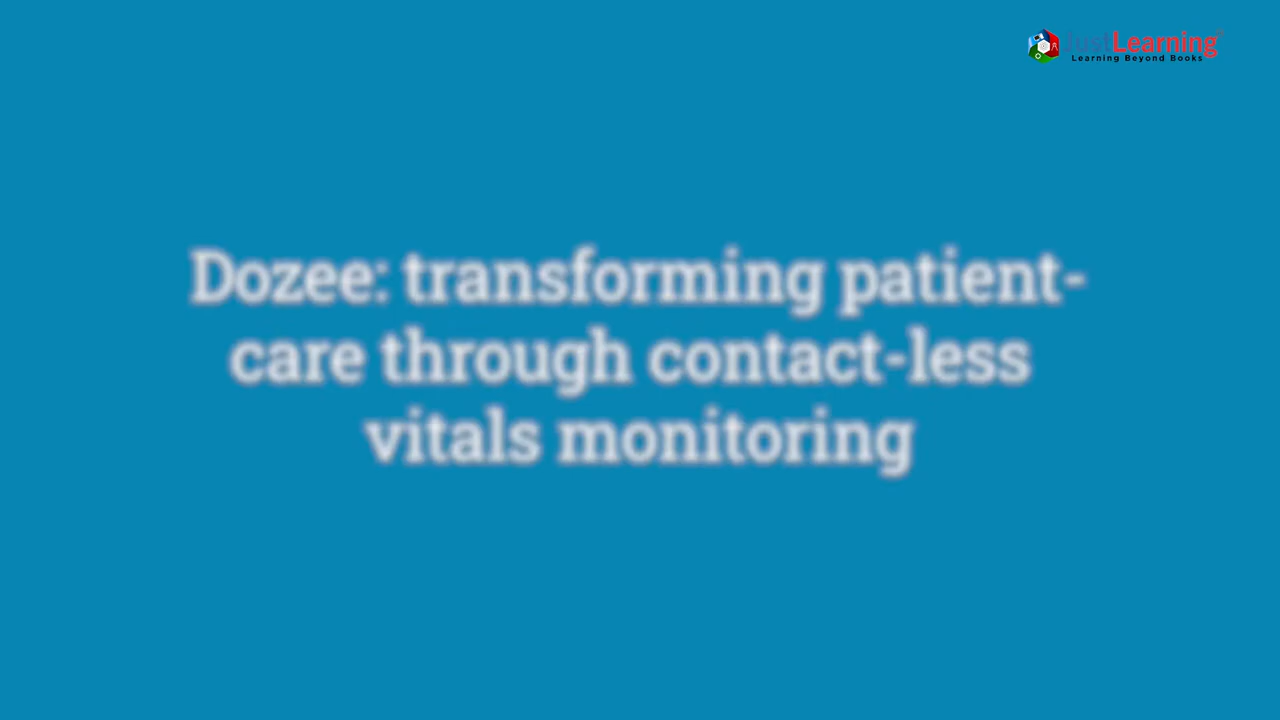 JustLearning
Learning Beyond Books
Dozee: transforming patient-
care through contact-less
vitals monitoring